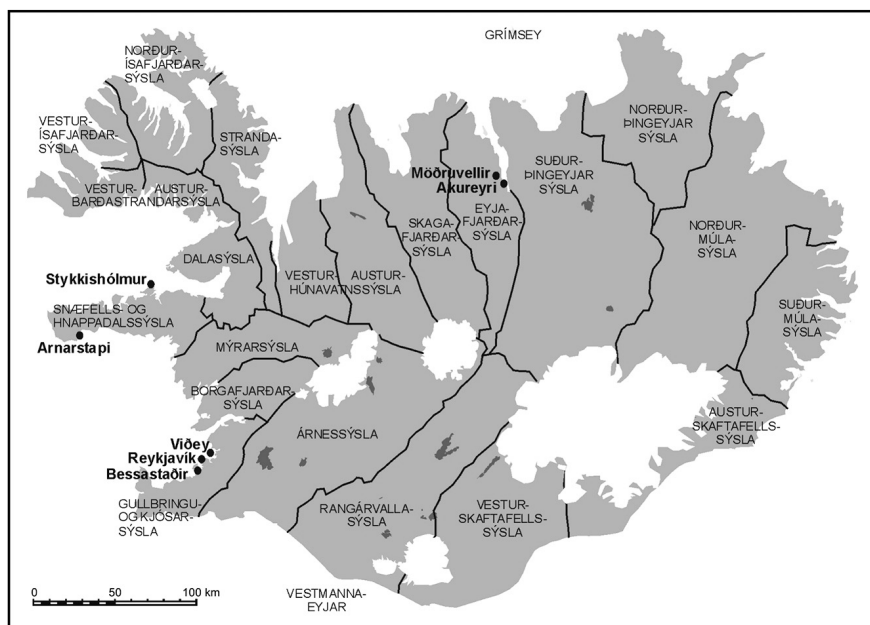 GRÍMSEY
NORÐUR-
ÍSAFJARÐAR-
SÝSLA
VESTUR-
ÍSAFJARÐAR-
SÝSLA
STRANDA-
SÝSLA
VESTUR-
BARÐASTRANDARSÝSLA
AUSTUR-
DALASÝSLA
Stykkishólmur
SNÆFELLS- OG
HNAPPADALSSÝSLA
Arnarstapi
VESTUR-
HÚNAVATNSSÝSLA
AUSTUR-
SKAGA-
FJARÐAR-
SÝSLA
Möðruvellir
Akureyri
EYJA-
FJARÐAR-
SÝSLA
SUÐUR-
ÞINGEYJAR
SÝSLA
NORÐUR-
ÞINGEYJAR
SÝSLA
NORÐUR-
MÚLA-
SÝSLA
SUÐUR-
MÚLA-
SÝSLA
AUSTUR-
SKAFTAFELLS-
SÝSLA
MÝRARSÝSLA
BORGAFJARÐAR-
SÝSLA
ÁRNESSÝSLA
Viðey
Reykjavík
Bessastaðir
GULLBRINGU-
OG KJÓSAR-
SÝSLA
RANGÁRVALLA-
SÝSLA
VESTUR-
SKAFTAFELLS-
SÝSLA
VESTMANNA-
EYJAR
0 50 100 km